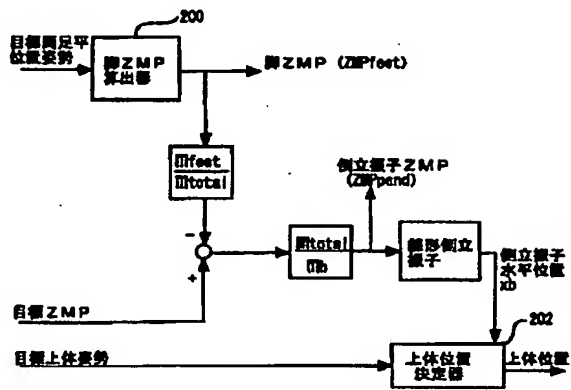 200
目標両足平
位置姿勢
脚ZMP
算出器
脚ZMP (ZMPfeet)
mfeet
mtotal
倒立振子ZMP
(ZMPpend)
-
+
mtotal
mb
線形倒立
振子
倒立振子
水平位置
xb
目標ZMP
202
目標上体姿勢
上体位置
決定器
上体位置